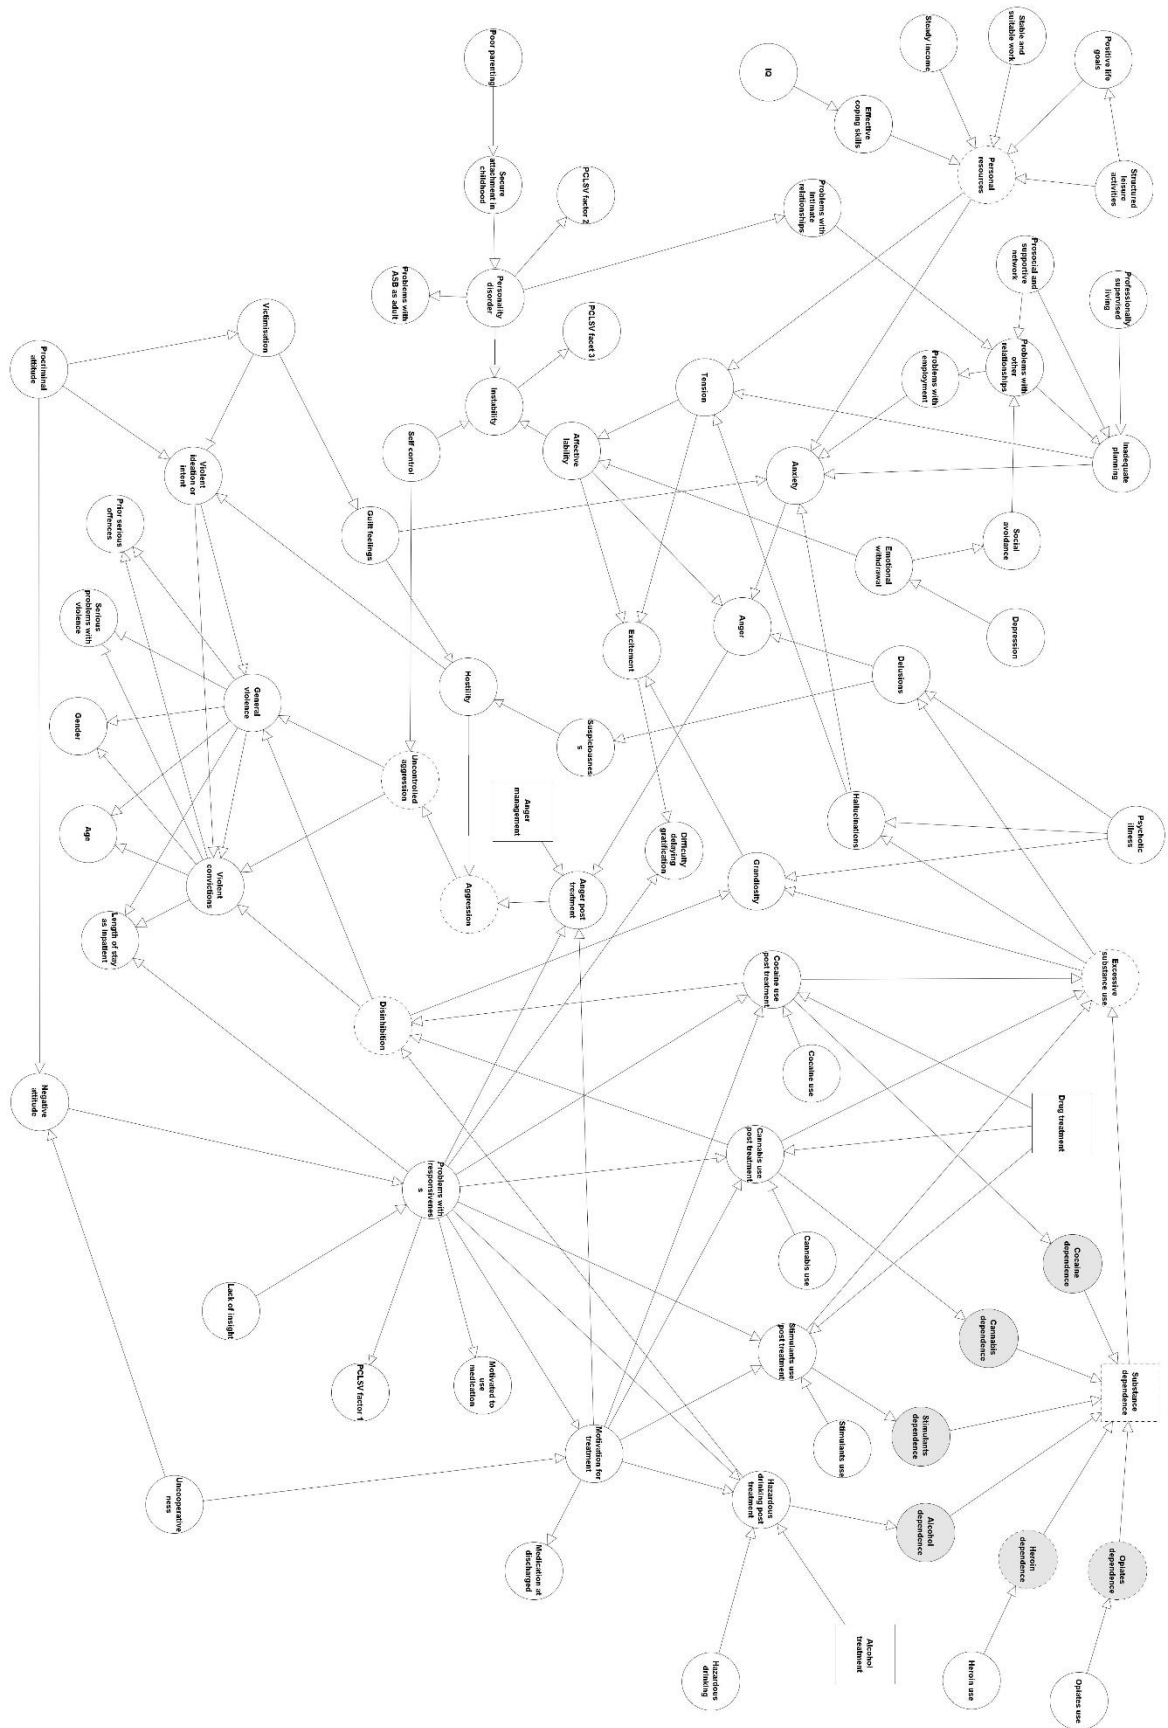 Poor parenting
Steady income
Stable and
suitable work
Positive life
goals
IQ
Effective
coping skills
Personal
resources
Structured
leisure
activities
Secure
attachment in
childhood
PCLSV factor 2
Problems with
intimate
relationships
Prosocial and
supportive
network
Professionally
supervised
living
Problems with
ASB as adult
Personality
disorder
Victimisation
PCLSV facet 3
Procriminal
attitude
Instability
Tension
Problems with
employment
Problems with
other
relationships
Self control
Affective
lability
Anxiety
Inadequate
planning
Violent
ideation or
intent
Prior serious
offences
Guilt feelings
Emotional
withdrawal
Social
avoidance
Serious
problems with
violence
Excitement
Anger
Depression
General
violence
Hostility
Delusions
Gender
Suspiciousnes
s
Uncontrolled
aggression
Anger
management
Hallucinations
Psychotic
illness
Age
Difficulty
delaying
gratification
Violent
convictions
Aggression
Anger post
treatment
Grandiosity
Length of stay
as inpatient
Disinhibition
Cocaine use
post treatment
Excessive
substance use
Cocaine use
Negative
attitude
Drug treatment
Problems with
responsivenes
s
Cannabis use
post treatment
Cannabis use
Cocaine
dependence
Lack of insight
PCLSV factor 1
Motivated to
use
medication
Stimulants use
post treatment
Cannabis
dependence
Substance
dependence
Stimulants use
Stimulants
dependence
Uncooperative
ness
Motivation for
treatment
Hazardous
drinking post
treatment
Alcohol
dependence
Heroin
dependence
Opiates
dependence
Medication at
discharged
Alcohol
treatment
Hazardous
drinking
Heroin use
Opiates use